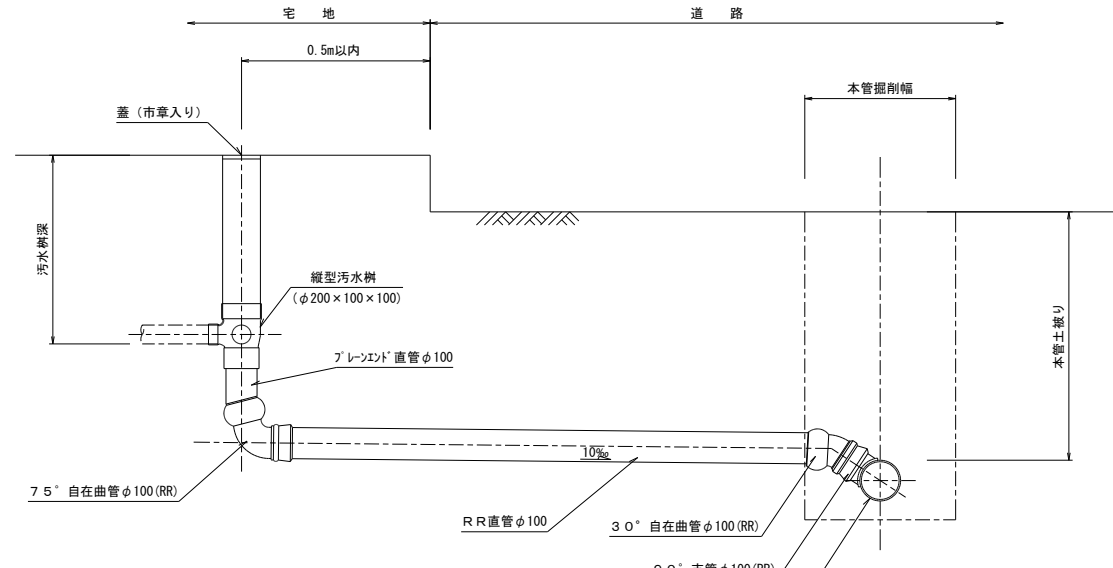 宅　地
道　路
0.5m以内
本管掘削幅
蓋（市章入り）
汚水桝深
縦型汚水桝
（φ200×100×100）
本管土被り
プレーンエンド直管φ100
10‰
75°自在曲管φ100(RR)
RR直管φ100
30°自在曲管φ100(RR)